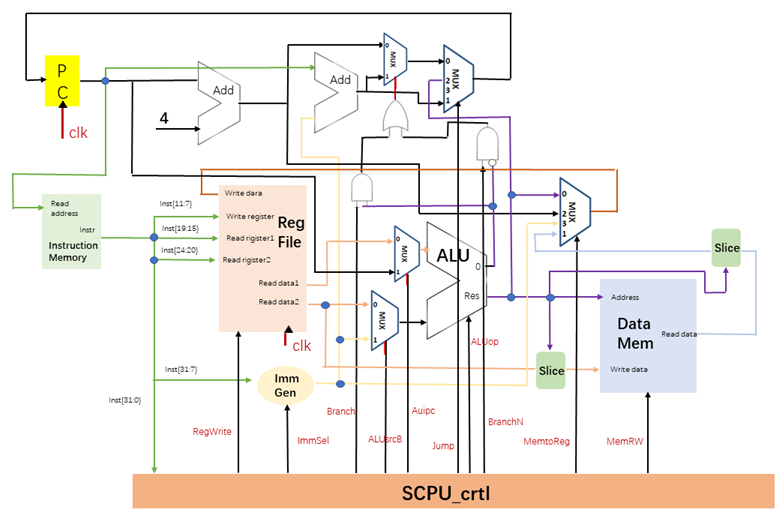 P
C
clk
4
Add
Add
0
MUX
1
0
2
3
1
MUX
Read
address
Instr
Instruction
Memory
Inst[11:7]
Inst[19:15]
Inst[24:20]
Inst[31:7]
Inst[31:0]
Write dara
Write register
Reg
File
Read rigister1
Read rigister2
Read data1
Read data2
clk
Imm
Gen
0
MUX
1
0
MUX
1
ALU
0
Res
0
2
3
1
MUX
Slice
Slice
Address
Data
Mem
Read data
Write data
RegWrite
ImmSel
Branch
ALUsrcB
Auipc
Jump
ALUop
BranchN
MemtoReg
MemRW
SCPU_crtl